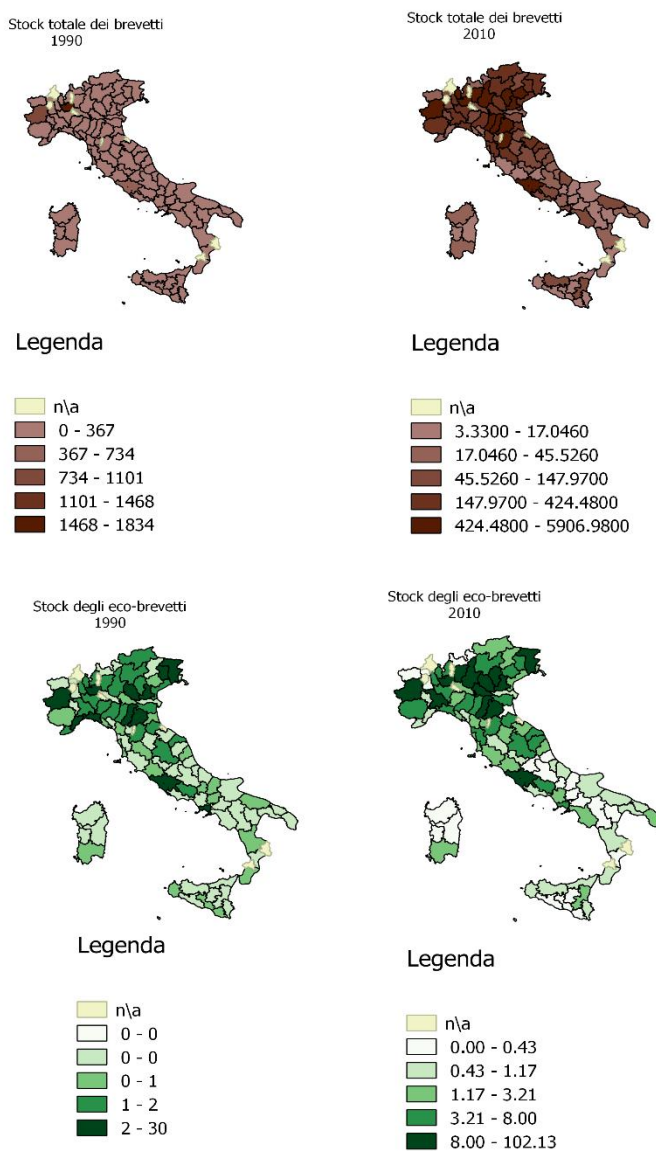 Stock totale dei brevetti
1990
Stock totale dei brevetti
2010
Legenda
n\a
0 - 367
367 - 734
734 - 1101
1101 - 1468
1468 - 1834
Legenda
n\a
3.3300 - 17.0460
17.0460 - 45.5260
45.5260 - 147.9700
147.9700 - 424.4800
424.4800 - 5906.9800
Stock degli eco-brevetti
1990
Stock degli eco-brevetti
2010
Legenda
n\a
0 - 0
0 - 0
0 - 1
1 - 2
2 - 30
Legenda
n\a
0.00 - 0.43
0.43 - 1.17
1.17 - 3.21
3.21 - 8.00
8.00 - 102.13